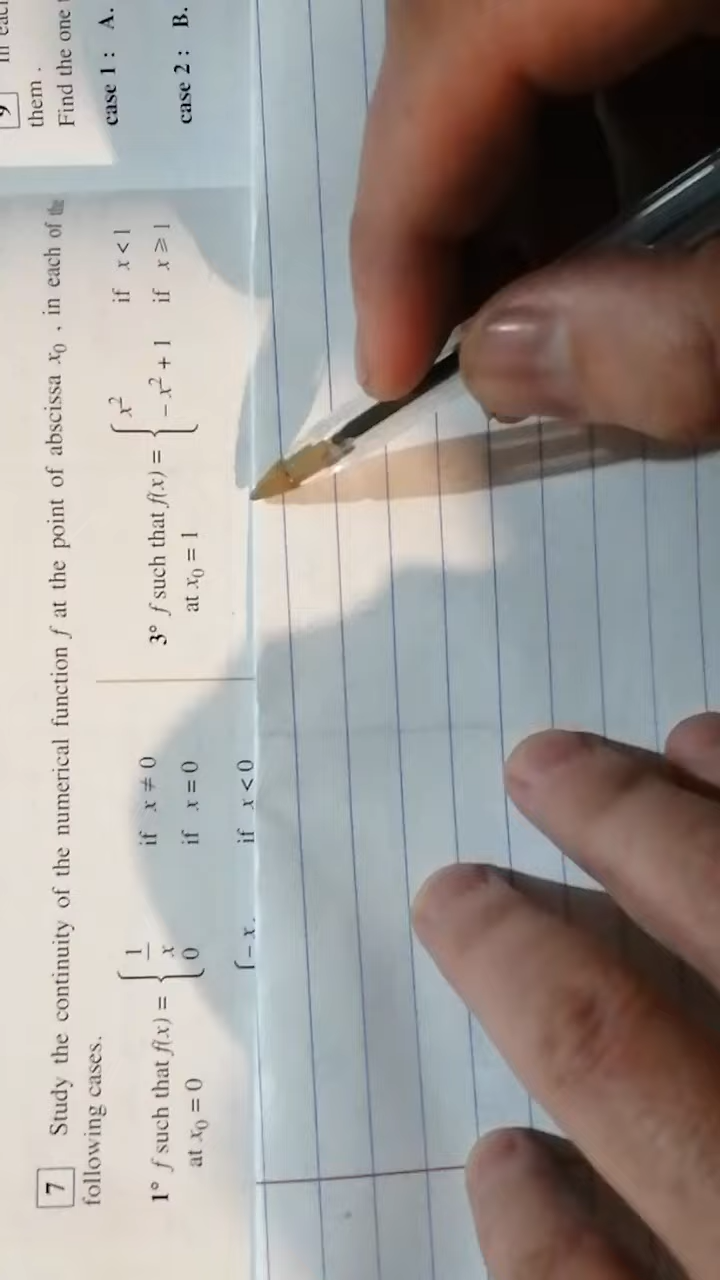 7 Study the continuity of the numerical function f at the point of abscissa x₀ , in each of the
following cases.
1° f such that f(x) = { 1/x if x ≠ 0
0 if x = 0
at x₀ = 0
{ – x if x < 0
3° f such that f(x) = { x² if x < 1
– x² + 1 if x ⩾ 1
at x₀ = 1
9
them .
Find the one
case 1 : A.
case 2 : B.